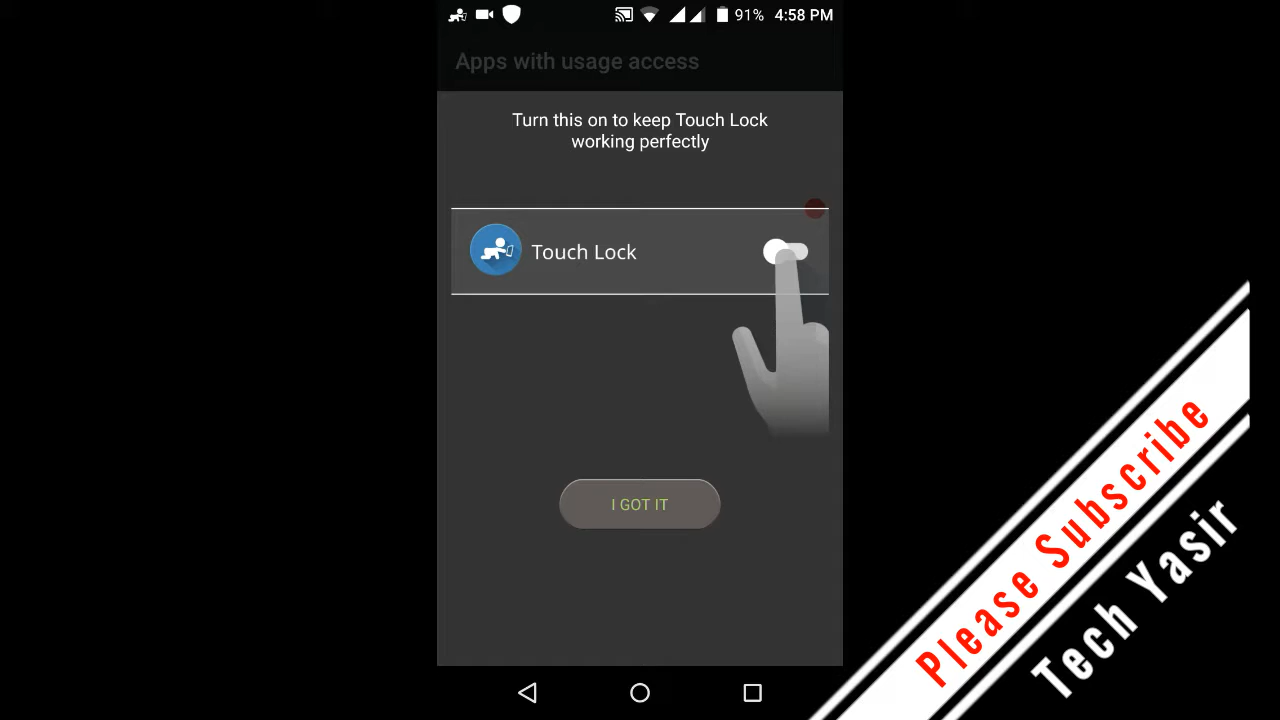 91% 4:58 PM
Apps with usage access
Turn this on to keep Touch Lock
working perfectly
Touch Lock
I GOT IT
Please Subscribe
Tech Yasir